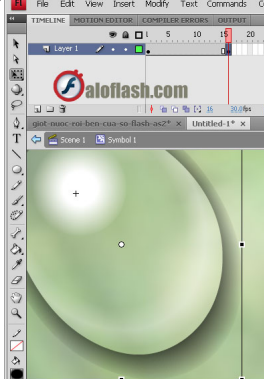 Fl File Edit View Insert Modify Text Commands
TIMELINE MOTION EDITOR COMPILER ERRORS OUTPUT
1 5 10 15 20
Layer 1
aloflash.com
16 30.0fps
giot-nuoc-roi-ben-cua-so-flash-as2* × Untitled-1* ×
Scene 1 Symbol 1